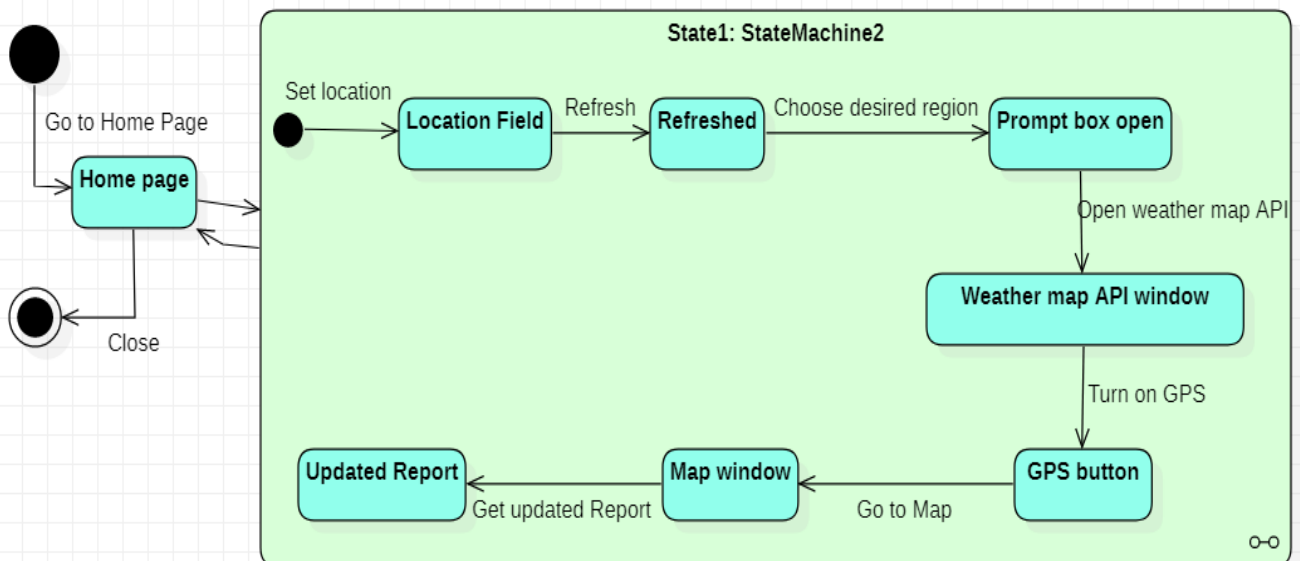 State1: StateMachine2
Set location
Location Field
Refresh
Refreshed
Choose desired region
Prompt box open
Go to Home Page
Home page
Open weather map API
Weather map API window
Close
Turn on GPS
Updated Report
Get updated Report
Map window
Go to Map
GPS button